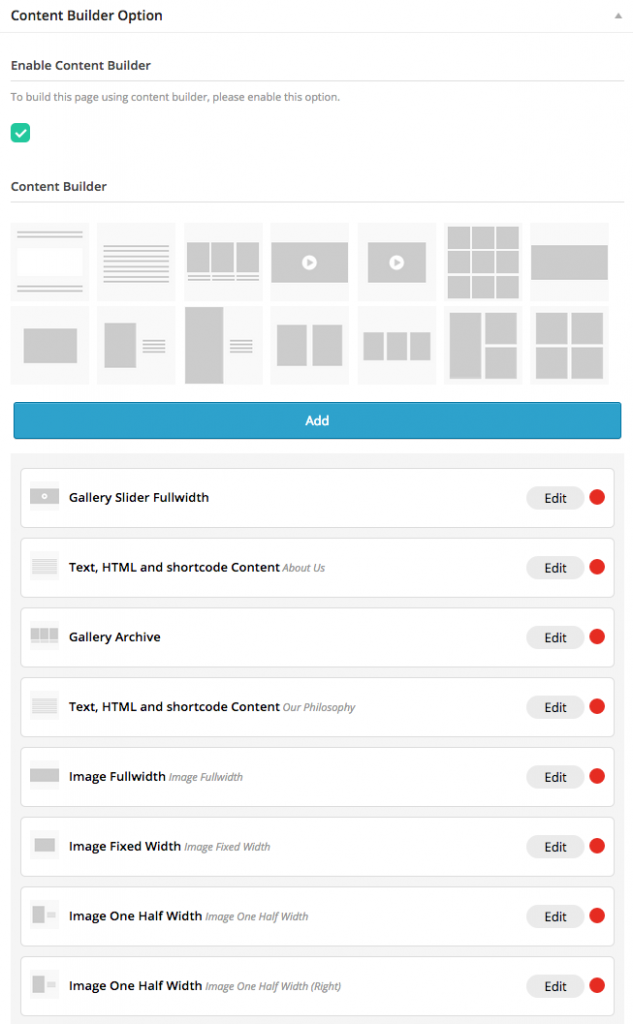 Content Builder Option
Enable Content Builder
To build this page using content builder, please enable this option.
Content Builder
Add
Gallery Slider Fullwidth Edit
Text, HTML and shortcode Content About Us Edit
Gallery Archive Edit
Text, HTML and shortcode Content Our Philosophy Edit
Image Fullwidth Image Fullwidth Edit
Image Fixed Width Image Fixed Width Edit
Image One Half Width Image One Half Width Edit
Image One Half Width Image One Half Width (Right) Edit